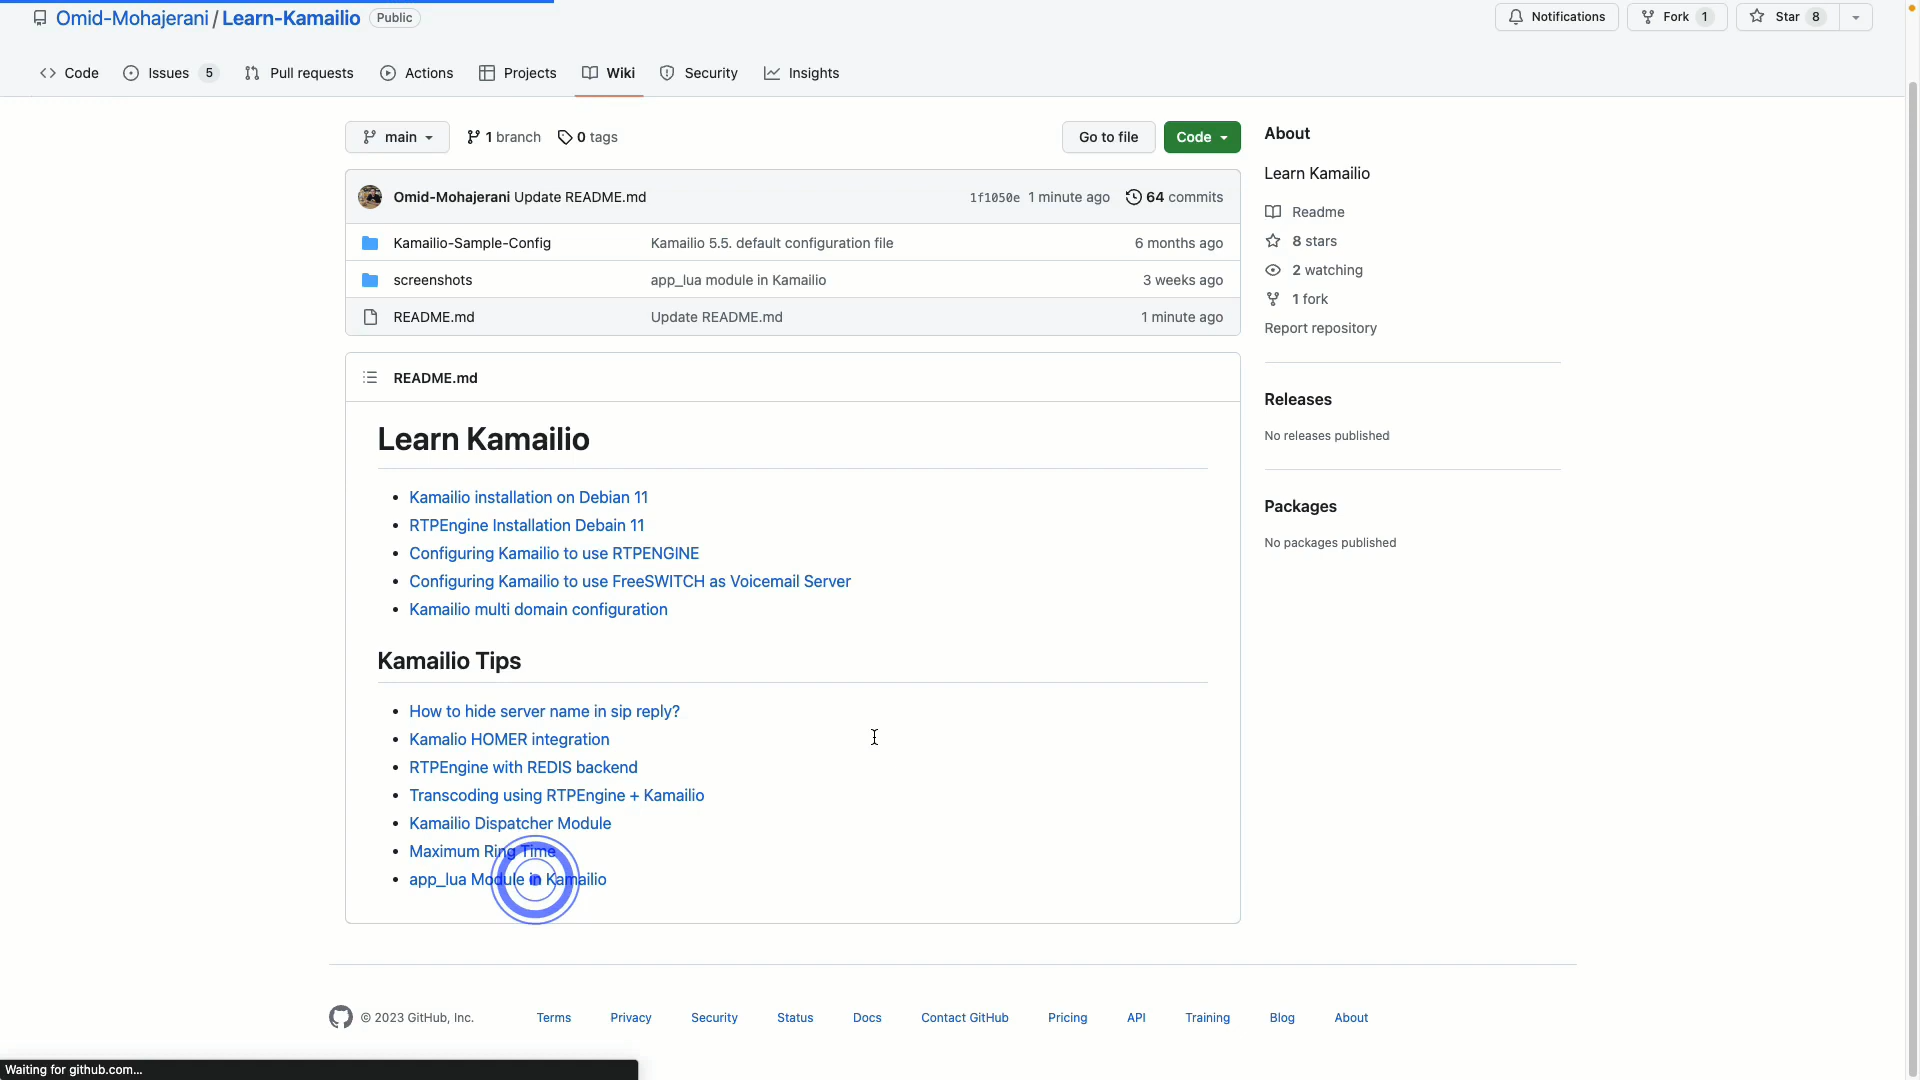 Omid-Mohajerani / Learn-Kamailio Public
Notifications Fork 1 Star 8
Code Issues 5 Pull requests Actions Projects Wiki Security Insights
main 1 branch 0 tags Go to file Code
Omid-Mohajerani Update README.md 1f1050e 1 minute ago 64 commits
Kamailio-Sample-Config Kamailio 5.5. default configuration file 6 months ago
screenshots app_lua module in Kamailio 3 weeks ago
README.md Update README.md 1 minute ago
README.md
Learn Kamailio
Kamailio installation on Debian 11
RTPEngine Installation Debain 11
Configuring Kamailio to use RTPENGINE
Configuring Kamailio to use FreeSWITCH as Voicemail Server
Kamailio multi domain configuration
Kamailio Tips
How to hide server name in sip reply?
Kamalio HOMER integration
RTPEngine with REDIS backend
Transcoding using RTPEngine + Kamailio
Kamailio Dispatcher Module
Maximum Ring Time
app_lua Module in Kamailio
About
Learn Kamailio
Readme
8 stars
2 watching
1 fork
Report repository
Releases
No releases published
Packages
No packages published
© 2023 GitHub, Inc. Terms Privacy Security Status Docs Contact GitHub Pricing API Training Blog About
Waiting for github.com...